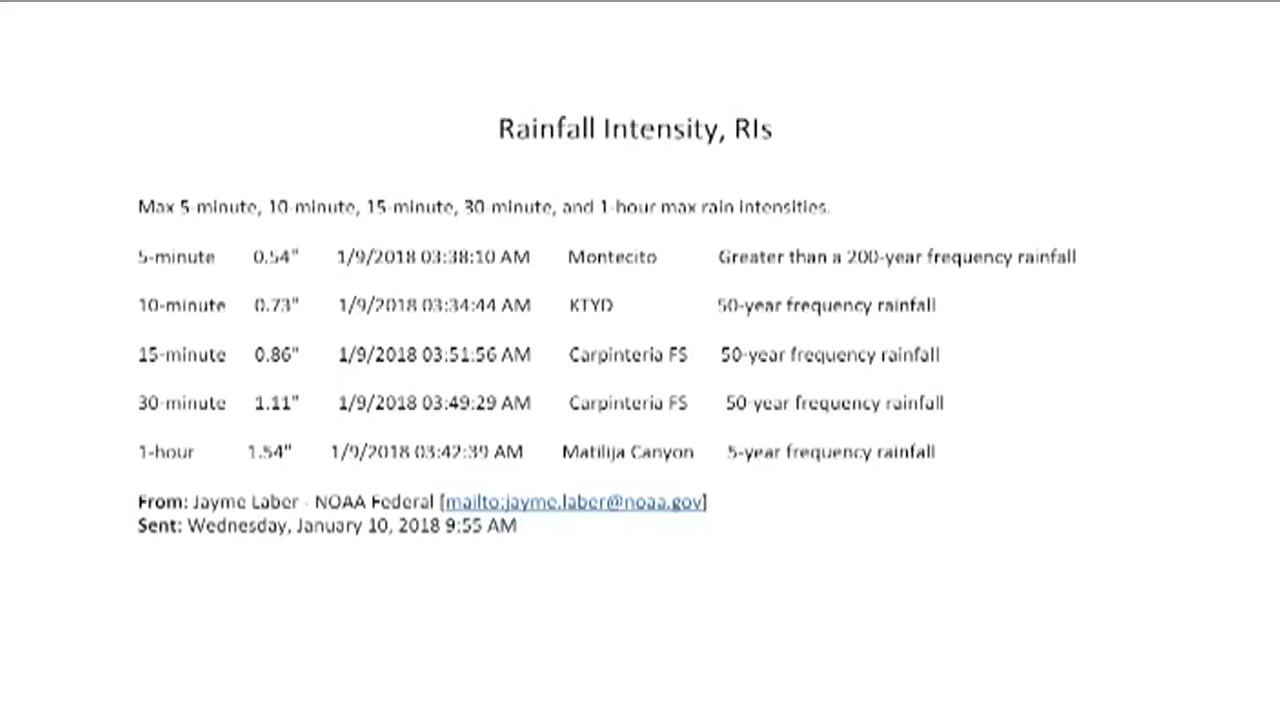 Rainfall Intensity, RIs
Max 5-minute, 10-minute, 15-minute, 30-minute, and 1-hour max rain intensities.
5-minute 0.54" 1/9/2018 03:38:10 AM Montecito Greater than a 200-year frequency rainfall
10-minute 0.73" 1/9/2018 03:34:44 AM KTYD 50-year frequency rainfall
15-minute 0.86" 1/9/2018 03:51:56 AM Carpinteria FS 50-year frequency rainfall
30-minute 1.11" 1/9/2018 03:49:29 AM Carpinteria FS 50-year frequency rainfall
1-hour 1.54" 1/9/2018 03:42:39 AM Matilija Canyon 5-year frequency rainfall
From: Jayme Laber - NOAA Federal [mailto:jayme.laber@noaa.gov]
Sent: Wednesday, January 10, 2018 9:55 AM